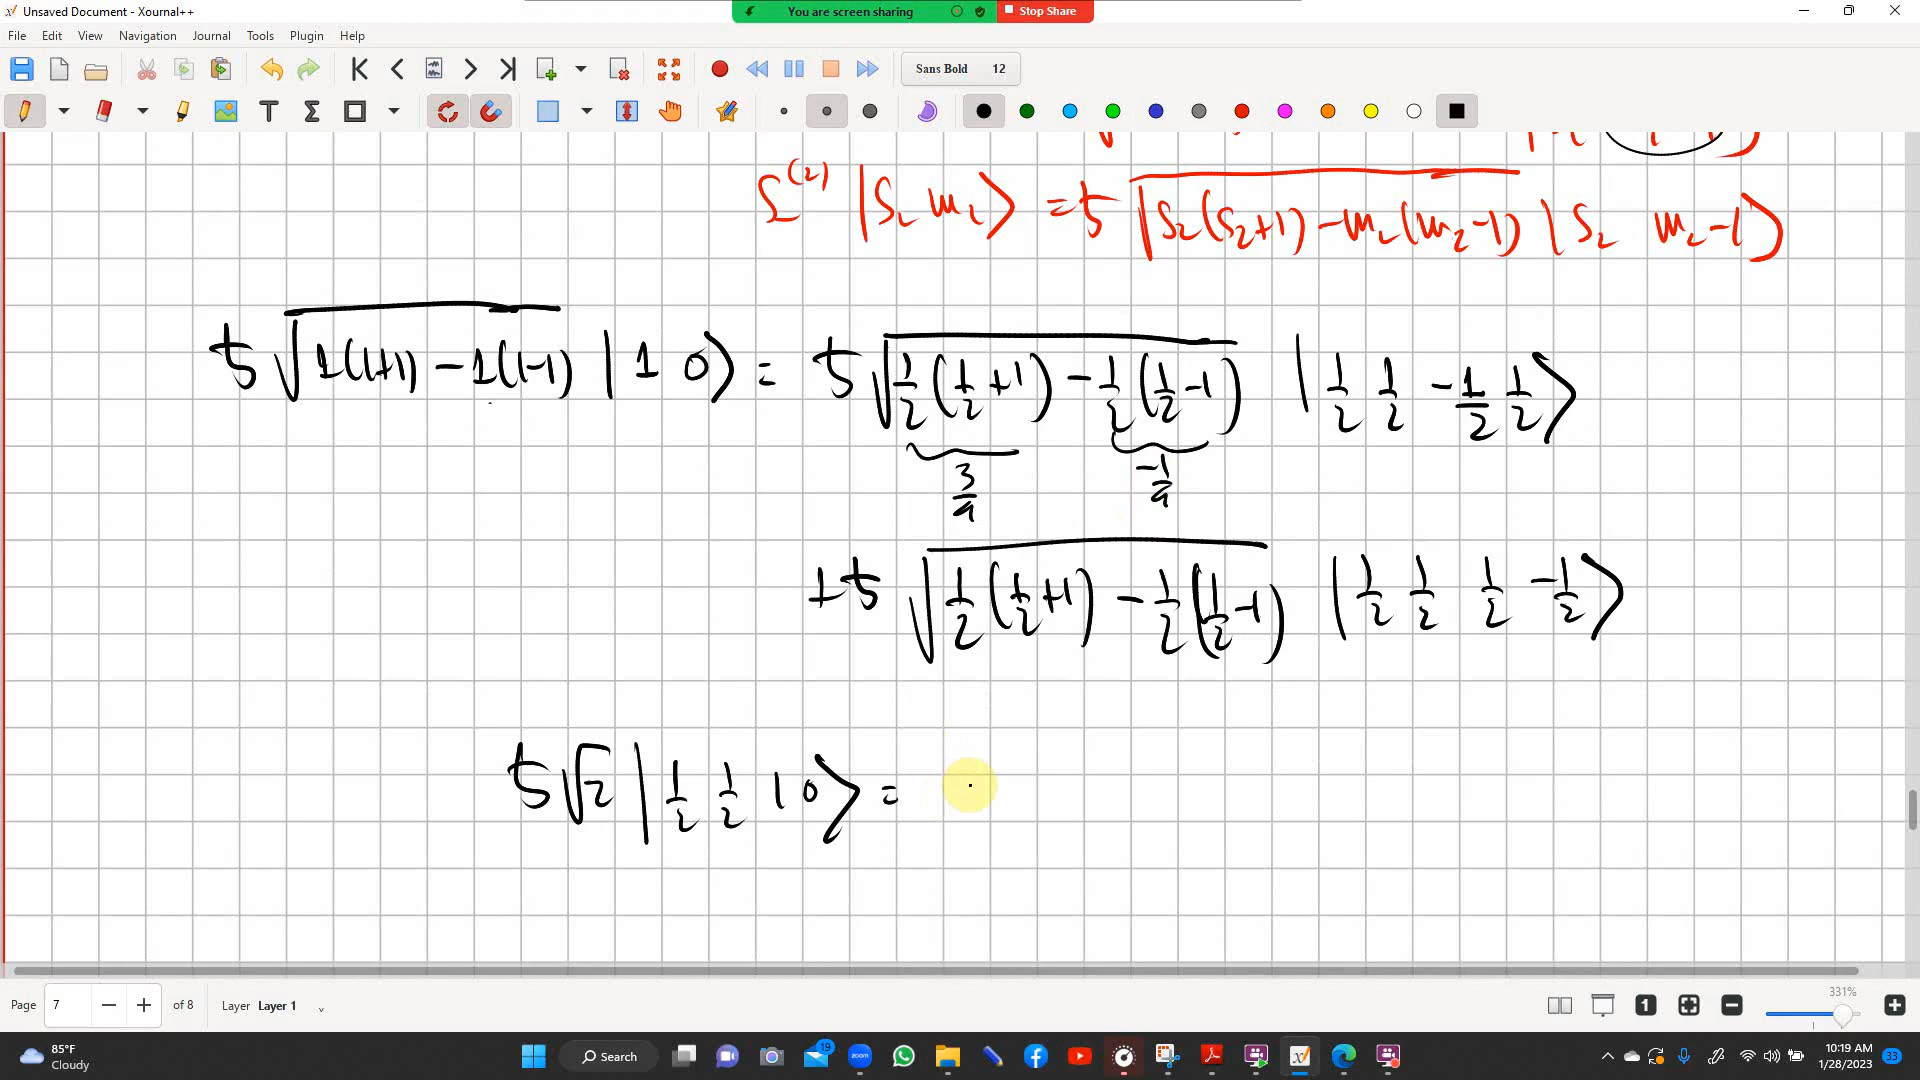 Unsaved Document - Xournal++
You are screen sharing
Stop Share
File Edit View Navigation Journal Tools Plugin Help
Sans Bold 12
S₋⁽²⁾ |S₂ m₂⟩ = ħ √(S₂(S₂+1) − m₂(m₂−1)) |S₂ m₂−1⟩
ħ √(1(1+1) − 1(1−1)) | 1 0⟩ = ħ √(1/2(1/2+1) − 1/2(1/2−1)) | 1/2 1/2 −1/2 1/2⟩
3/4 −1/4
+ħ √(1/2(1/2+1) − 1/2(1/2−1)) | 1/2 1/2 1/2 −1/2⟩
ħ√2 | 1/2 1/2 1 0⟩ =
Page 7 of 8 Layer Layer 1
331%
85°F
Cloudy
Search
19
zoom
10:19 AM
1/28/2023
33